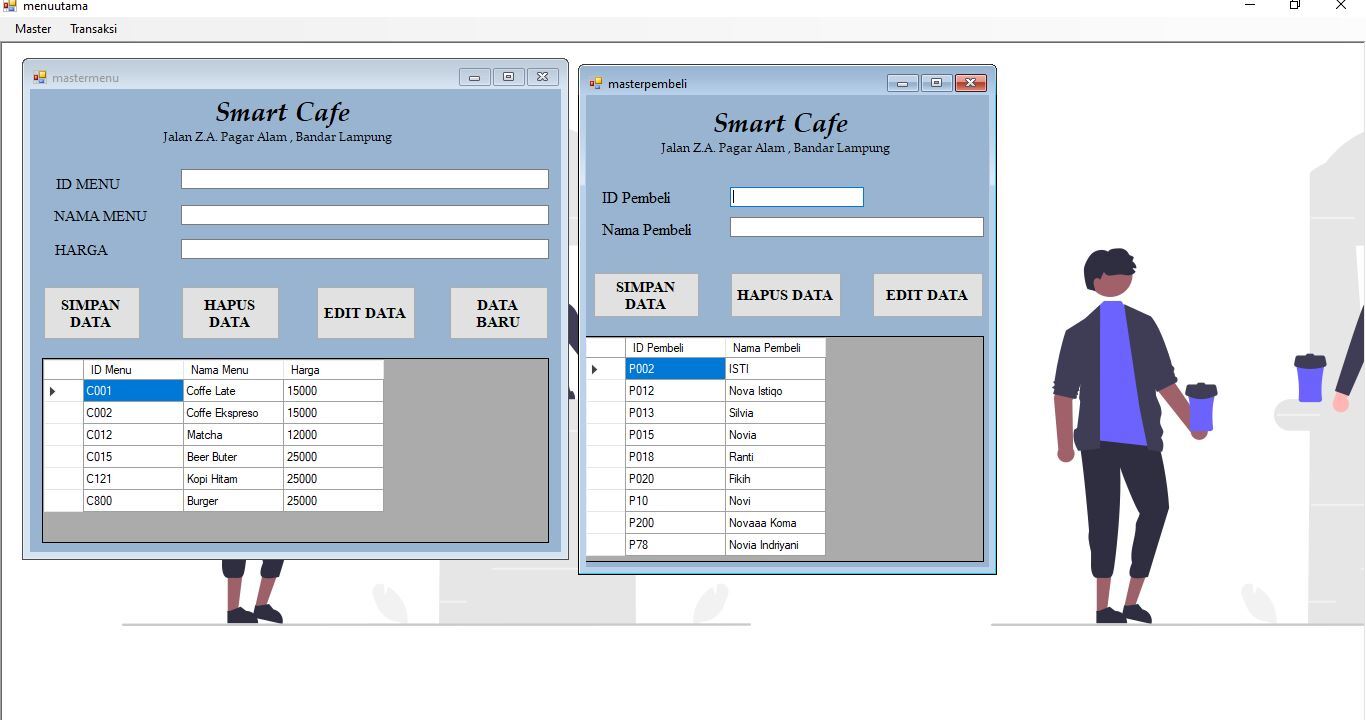 menuutama
Master Transaksi
mastermenu
Smart Cafe
Jalan Z.A. Pagar Alam , Bandar Lampung
ID MENU
NAMA MENU
HARGA
SIMPAN DATA
HAPUS DATA
EDIT DATA
DATA BARU
ID Menu Nama Menu Harga
C001 Coffe Late 15000
C002 Coffe Ekspreso 15000
C012 Matcha 12000
C015 Beer Buter 25000
C121 Kopi Hitam 25000
C800 Burger 25000
masterpembeli
Smart Cafe
Jalan Z.A. Pagar Alam , Bandar Lampung
ID Pembeli
Nama Pembeli
SIMPAN DATA
HAPUS DATA
EDIT DATA
ID Pembeli Nama Pembeli
P002 ISTI
P012 Nova Istiqo
P013 Silvia
P015 Novia
P018 Ranti
P020 Fikih
P10 Novi
P200 Novaaa Koma
P78 Novia Indriyani